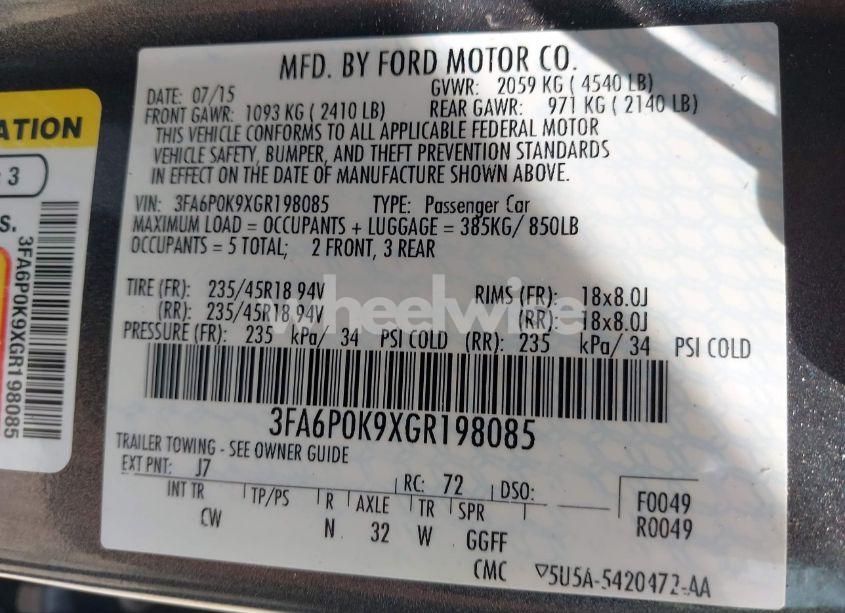 MFD. BY FORD MOTOR CO.
DATE: 07/15 GVWR: 2059 KG ( 4540 LB)
FRONT GAWR: 1093 KG ( 2410 LB) REAR GAWR: 971 KG ( 2140 LB)
THIS VEHICLE CONFORMS TO ALL APPLICABLE FEDERAL MOTOR
VEHICLE SAFETY, BUMPER, AND THEFT PREVENTION STANDARDS
IN EFFECT ON THE DATE OF MANUFACTURE SHOWN ABOVE.
VIN: 3FA6P0K9XGR198085 TYPE: Passenger Car
MAXIMUM LOAD = OCCUPANTS + LUGGAGE = 385KG/ 850LB
OCCUPANTS = 5 TOTAL; 2 FRONT, 3 REAR
TIRE (FR): 235/45R18 94V RIMS (FR): 18x8.0J
(RR): 235/45R18 94V (RR): 18x8.0J
PRESSURE (FR): 235 kPa/ 34 PSI COLD (RR): 235 kPa/ 34 PSI COLD
wheelwire
3FA6P0K9XGR198085
TRAILER TOWING - SEE OWNER GUIDE
EXT PNT: J7 RC: 72 DSO: F0049
INT TR TP/PS R AXLE TR SPR R0049
CW N 32 W GGFF
CMC ▽5U5A-5420472-AA
ATION
3
S.
3FA6P0K9XGR198085